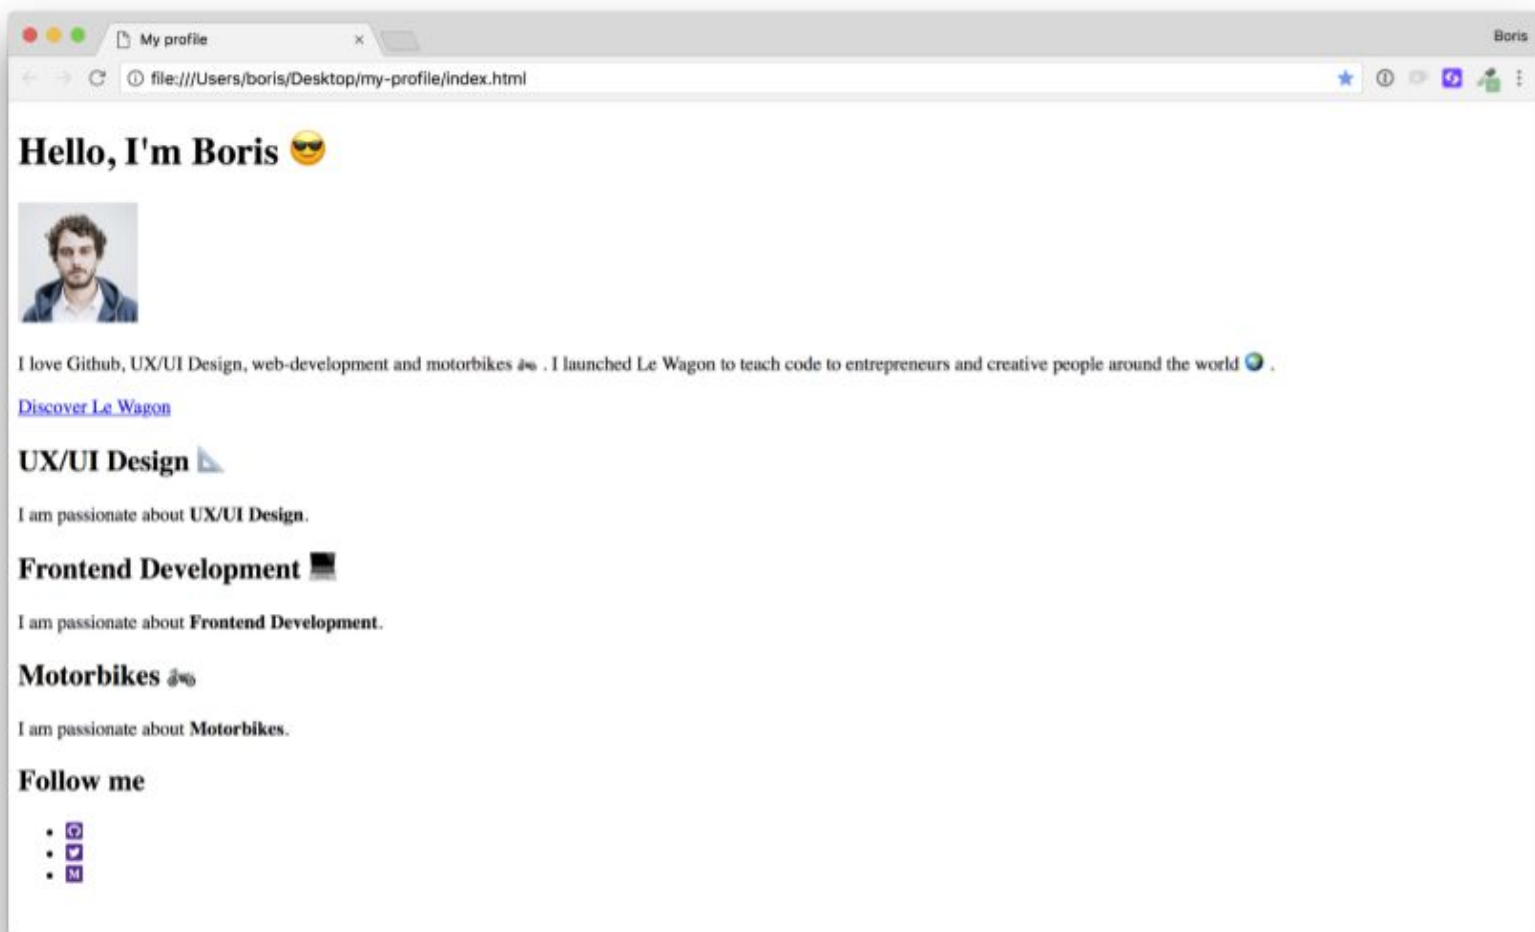 My profile
Boris
file:///Users/boris/Desktop/my-profile/index.html
Hello, I'm Boris 😎
I love Github, UX/UI Design, web-development and motorbikes 🏍 . I launched Le Wagon to teach code to entrepreneurs and creative people around the world 🌍 .
Discover Le Wagon
UX/UI Design 📐
I am passionate about UX/UI Design.
Frontend Development 💻
I am passionate about Frontend Development.
Motorbikes 🏍
I am passionate about Motorbikes.
Follow me
M